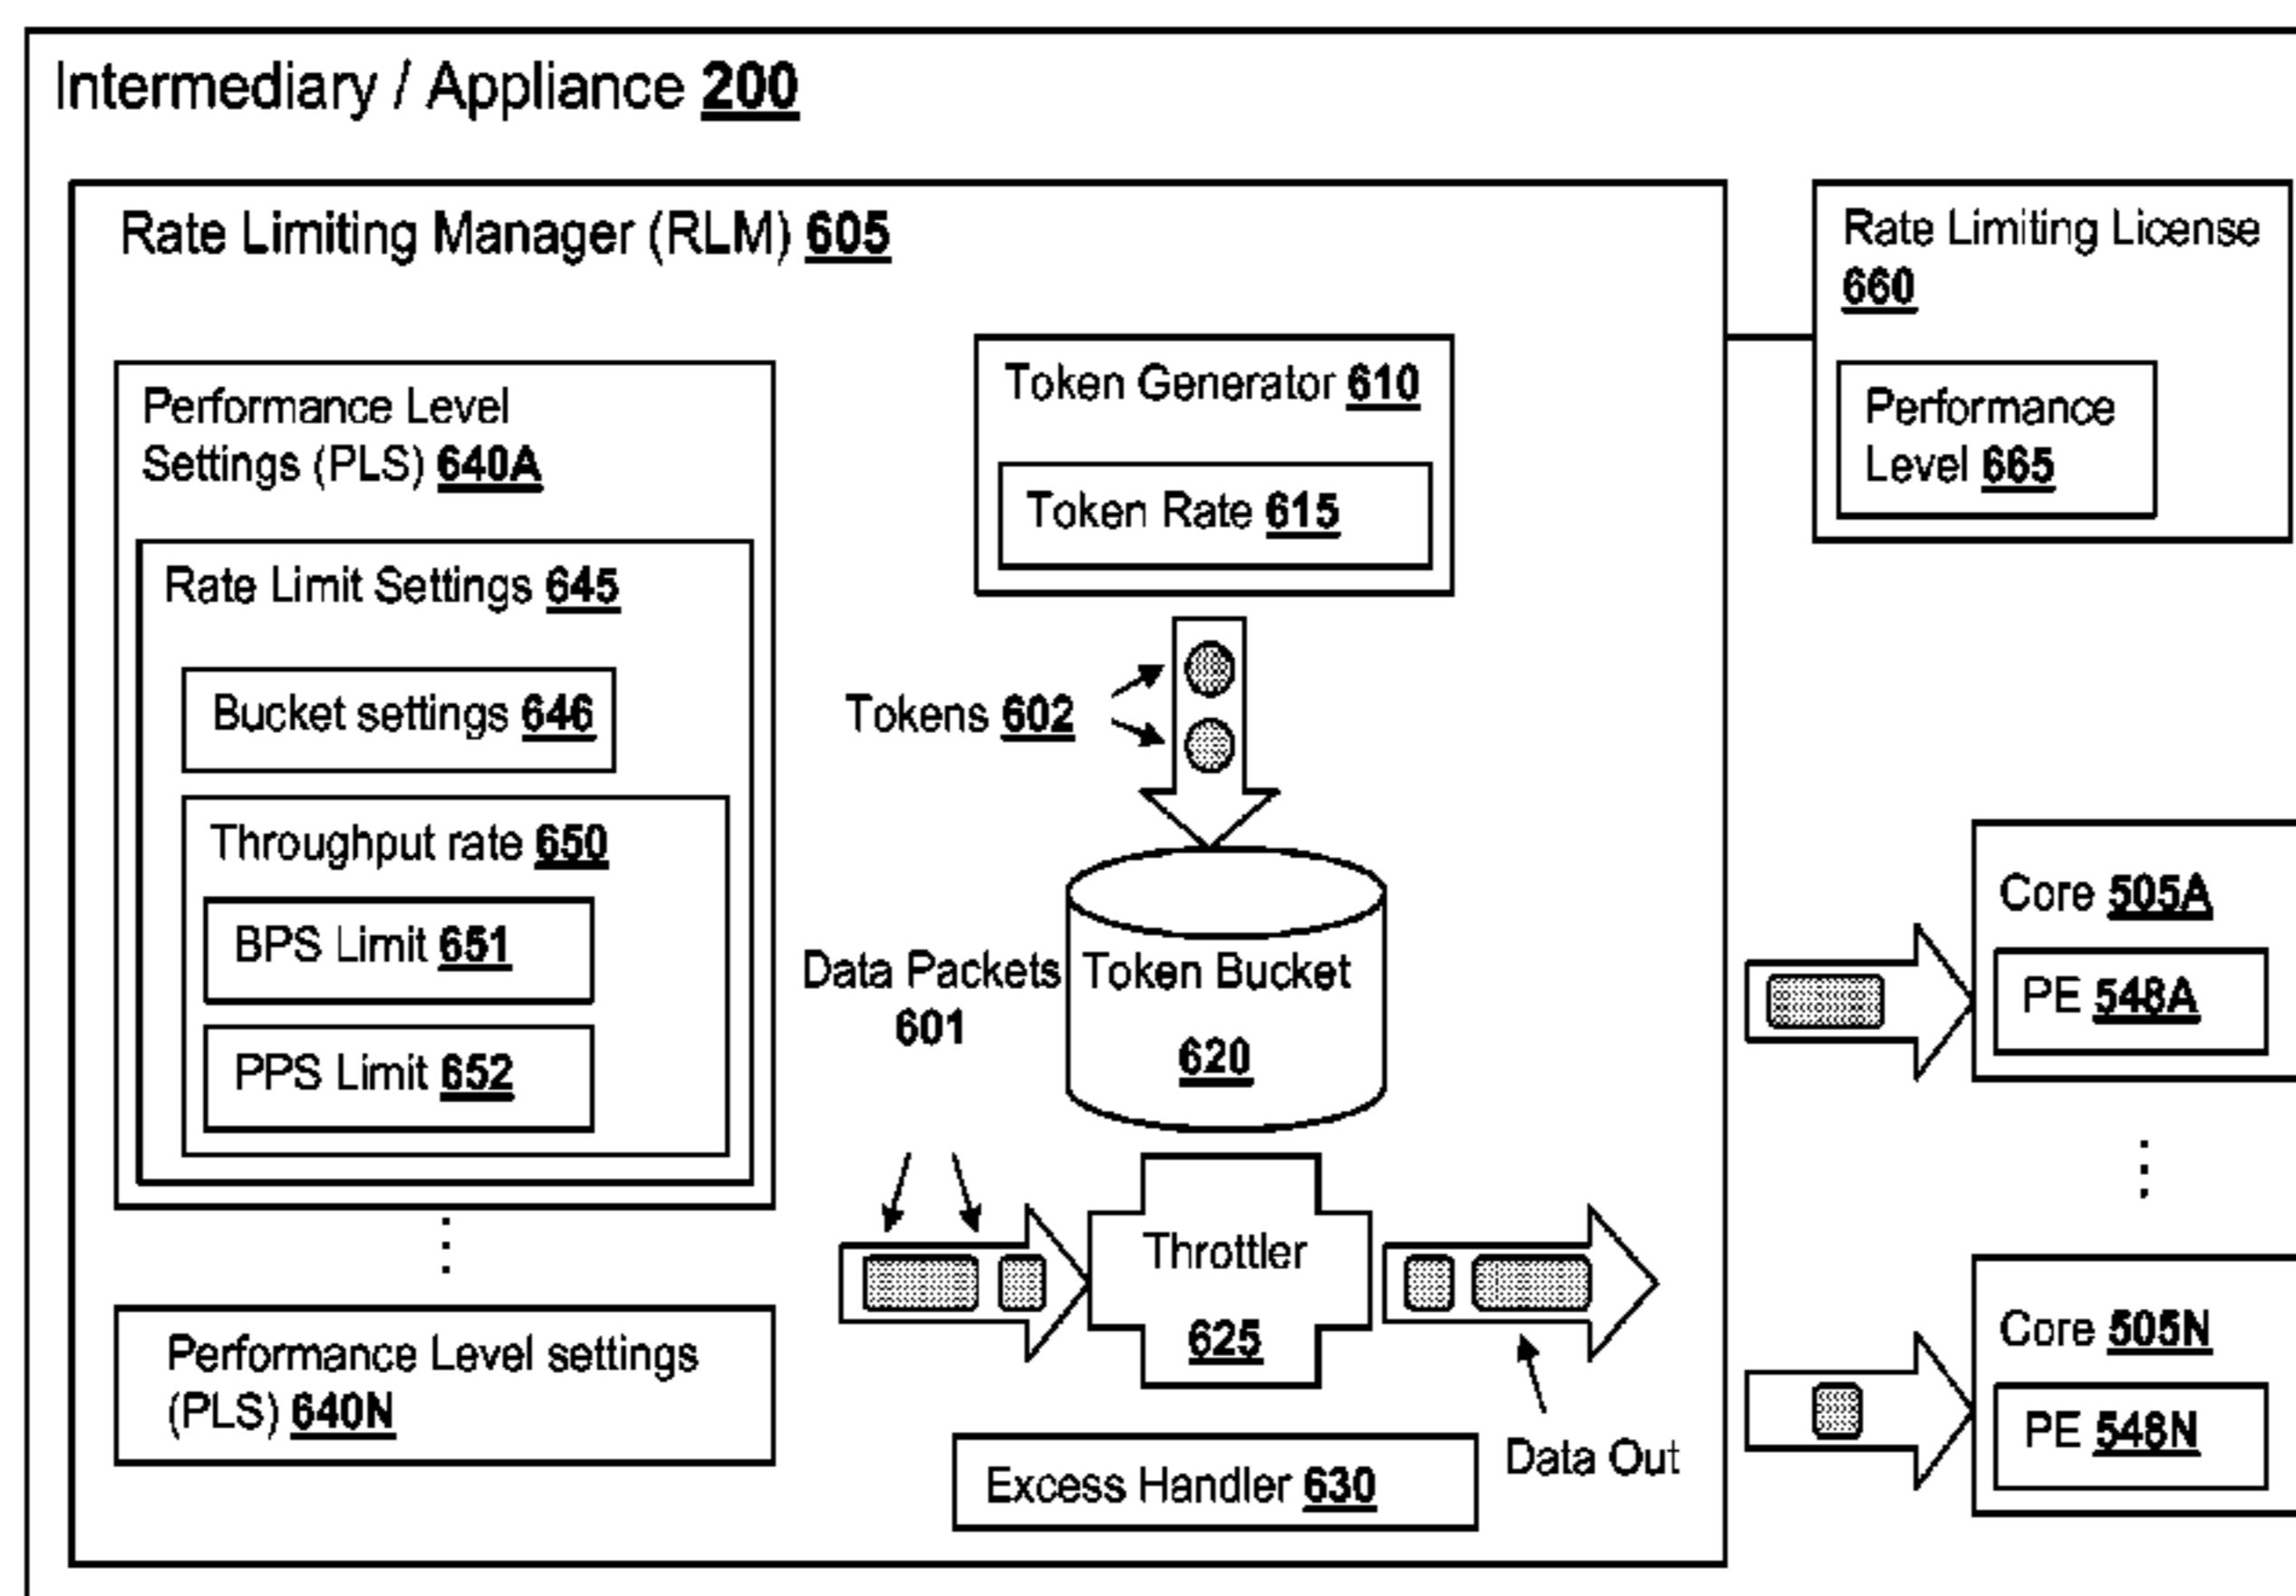 Intermediary / Appliance 200
Rate Limiting Manager (RLM) 605
Rate Limiting License
660
Performance
Level 665
Performance Level
Settings (PLS) 640A
Rate Limit Settings 645
Bucket settings 646
Throughput rate 650
BPS Limit 651
PPS Limit 652
Performance Level settings
(PLS) 640N
Token Generator 610
Token Rate 615
Tokens 602
Token Bucket
620
Data Packets
601
Throttler
625
Data Out
Excess Handler 630
Core 505A
PE 548A
Core 505N
PE 548N